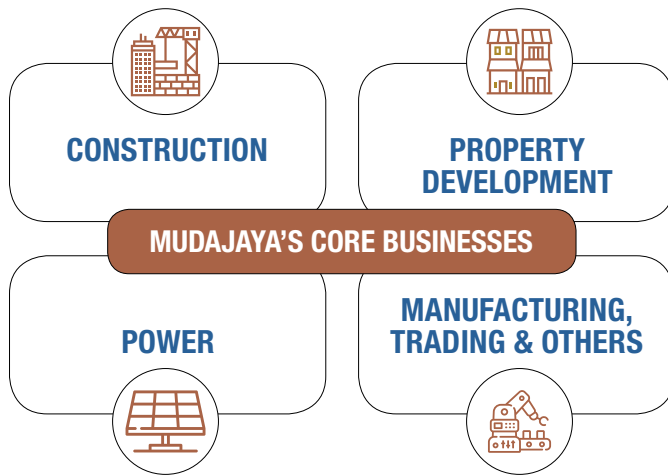 CONSTRUCTION
PROPERTY
DEVELOPMENT
MUDAJAYA'S CORE BUSINESSES
POWER
MANUFACTURING,
TRADING & OTHERS